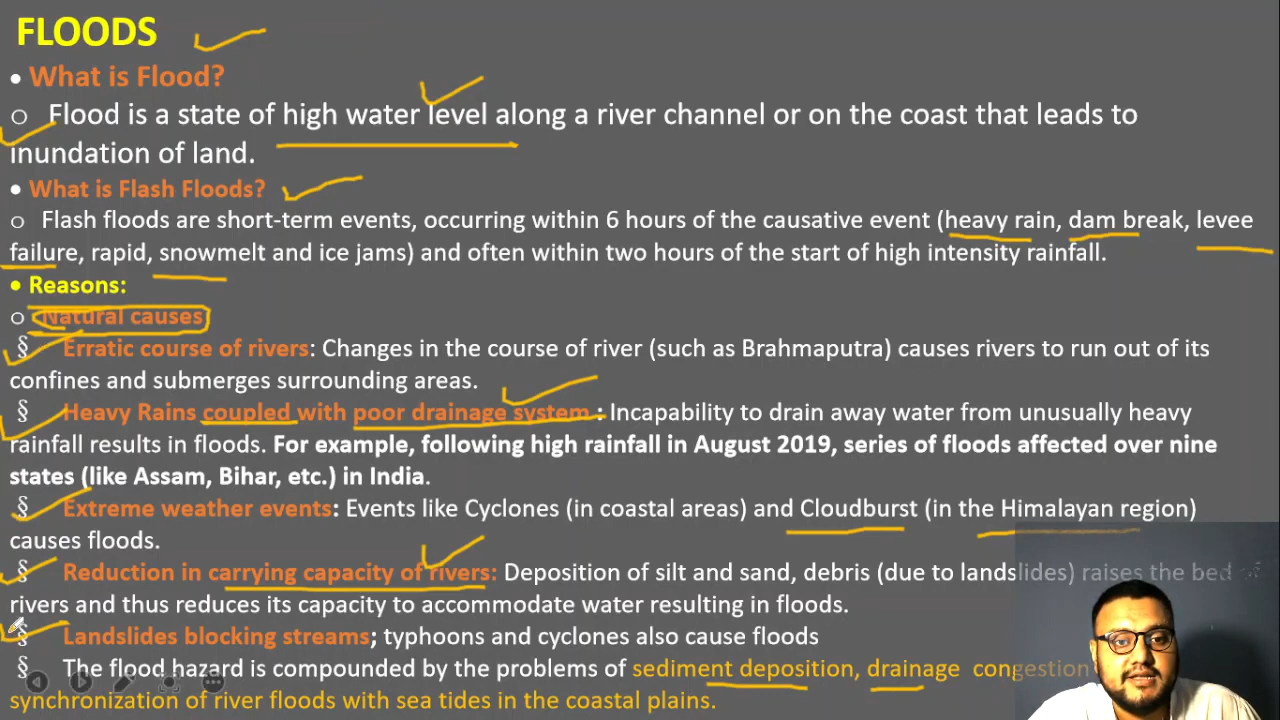 FLOODS
• What is Flood?
o Flood is a state of high water level along a river channel or on the coast that leads to
inundation of land.
• What is Flash Floods?
o Flash floods are short-term events, occurring within 6 hours of the causative event (heavy rain, dam break, levee
failure, rapid, snowmelt and ice jams) and often within two hours of the start of high intensity rainfall.
• Reasons:
o Natural causes
§ Erratic course of rivers: Changes in the course of river (such as Brahmaputra) causes rivers to run out of its
confines and submerges surrounding areas.
§ Heavy Rains coupled with poor drainage system : Incapability to drain away water from unusually heavy
rainfall results in floods. For example, following high rainfall in August 2019, series of floods affected over nine
states (like Assam, Bihar, etc.) in India.
§ Extreme weather events: Events like Cyclones (in coastal areas) and Cloudburst (in the Himalayan region)
causes floods.
§ Reduction in carrying capacity of rivers: Deposition of silt and sand, debris (due to landslides) raises the bed of
rivers and thus reduces its capacity to accommodate water resulting in floods.
§ Landslides blocking streams; typhoons and cyclones also cause floods
§ The flood hazard is compounded by the problems of sediment deposition, drainage congestion
synchronization of river floods with sea tides in the coastal plains.